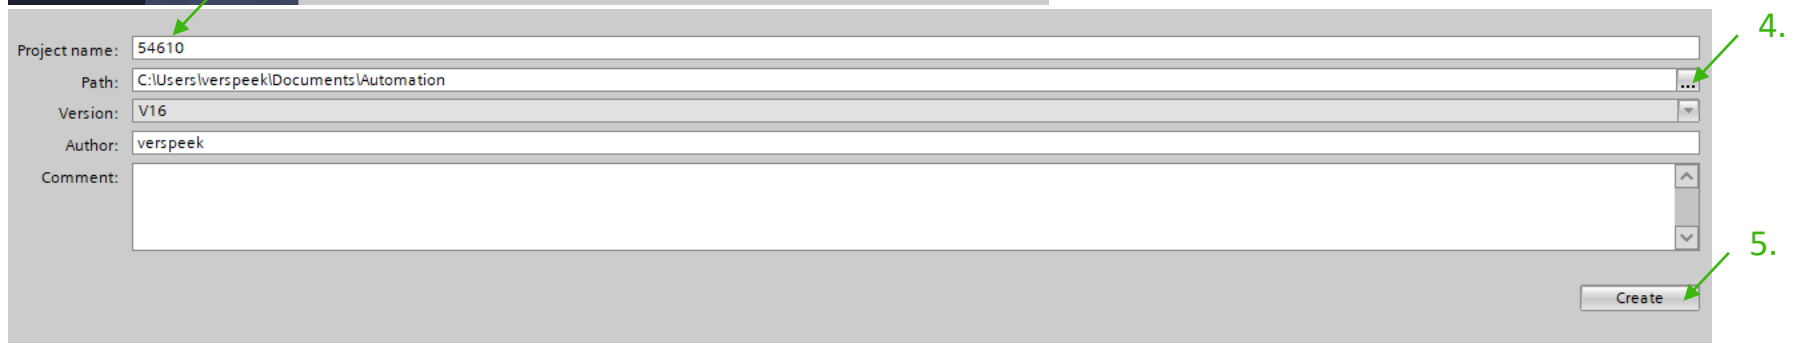 4.
Project name: 54610
Path: C:\Users\verspeek\Documents\Automation ...
Version: V16
Author: verspeek
Comment:
5.
Create